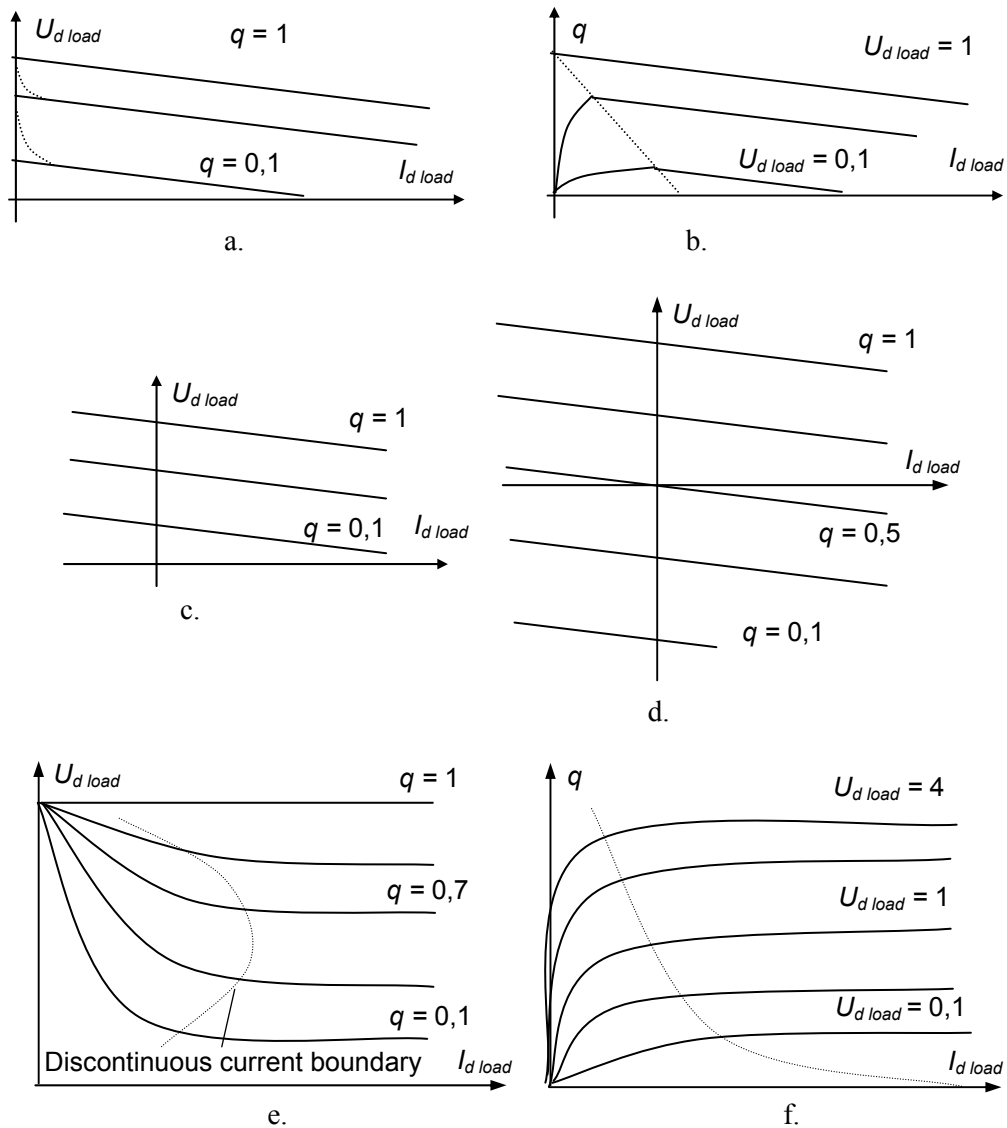 U_d load
q = 1
q = 0,1
I_d load
a.
q
U_d load = 1
U_d load = 0,1
I_d load
b.
U_d load
q = 1
q = 0,1
I_d load
c.
U_d load
q = 1
I_d load
q = 0,5
q = 0,1
d.
U_d load
q = 1
q = 0,7
q = 0,1
Discontinuous current boundary
I_d load
e.
q
U_d load = 4
U_d load = 1
U_d load = 0,1
I_d load
f.